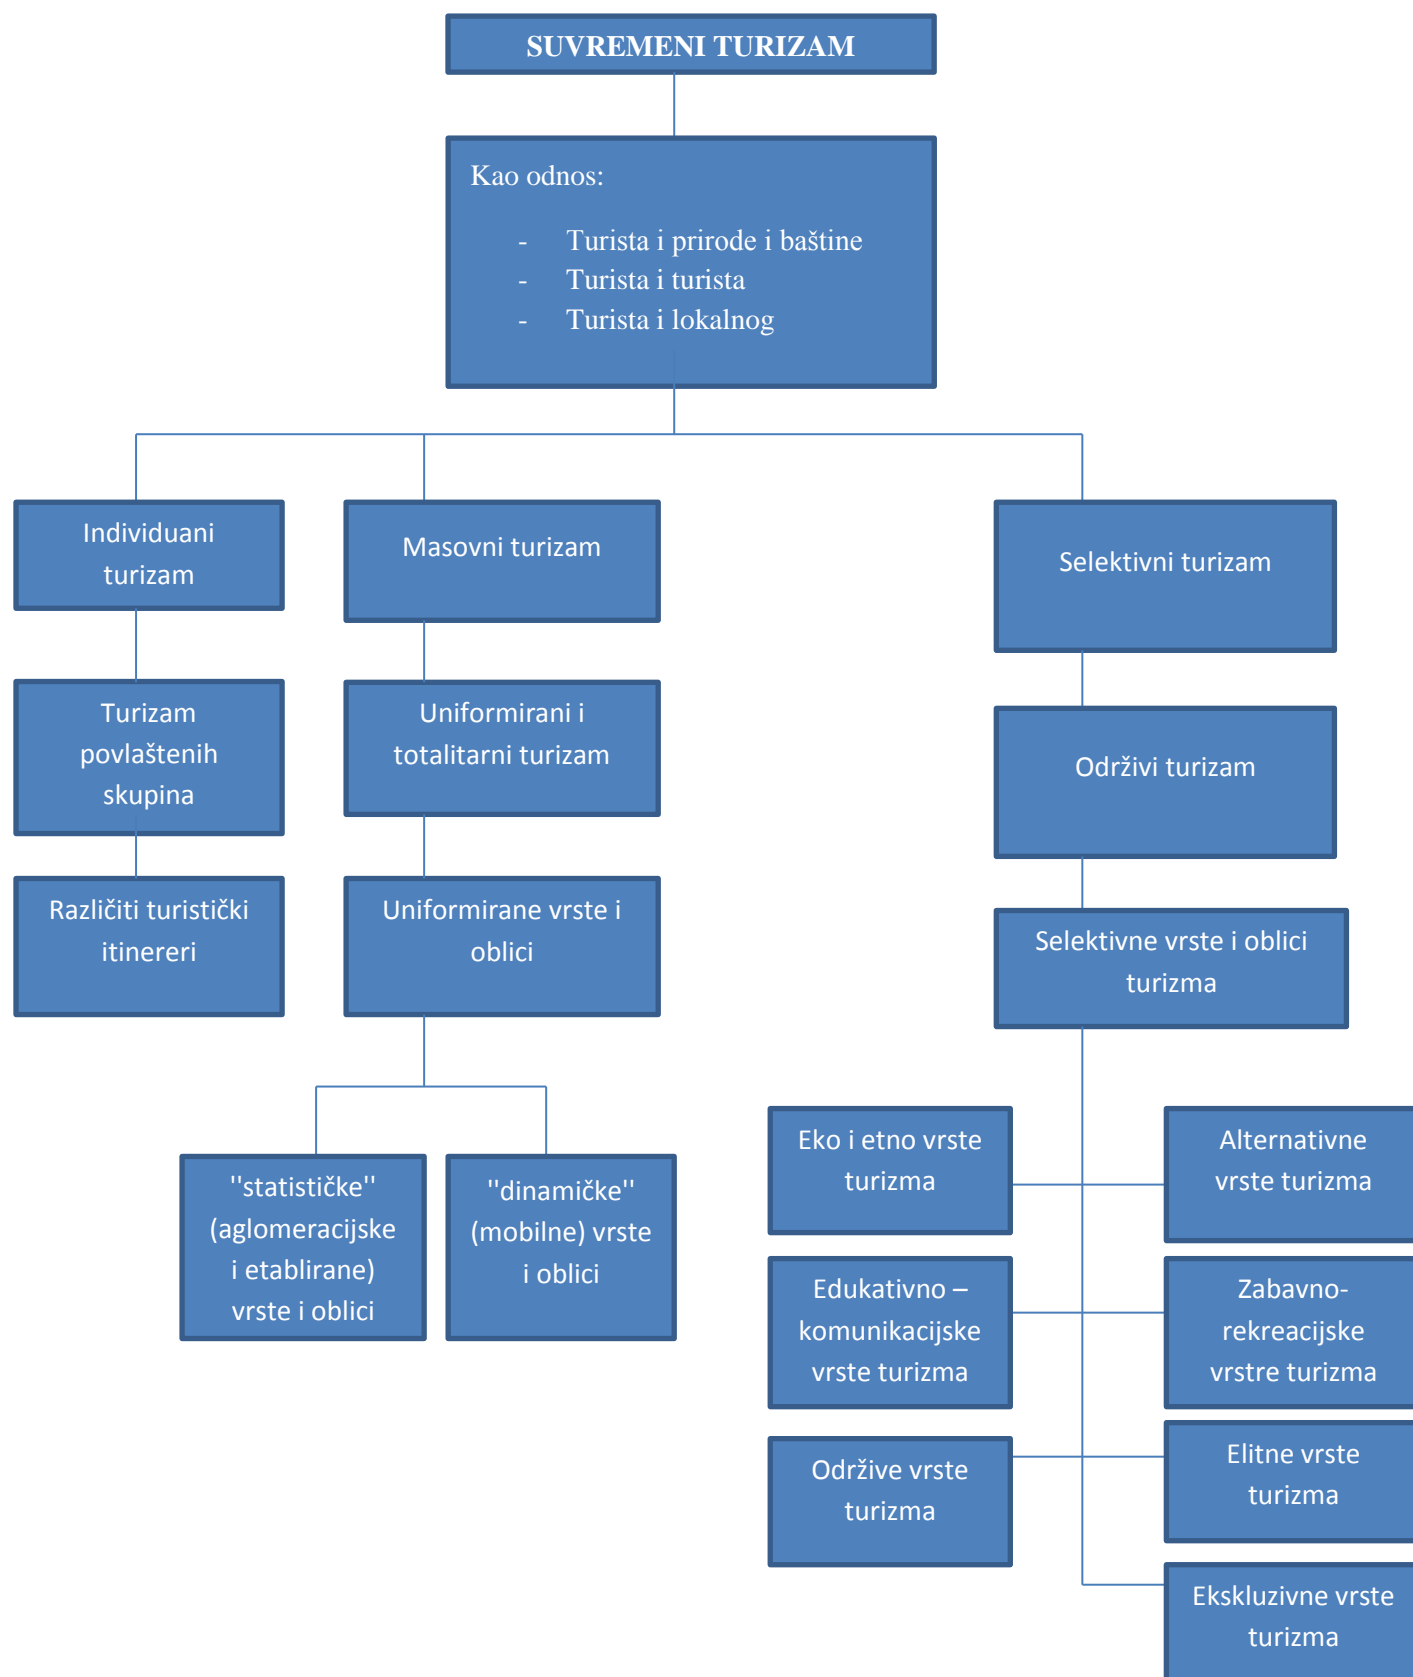 SUVREMENI TURIZAM
Kao odnos:
- Turista i prirode i baštine
- Turista i turista
- Turista i lokalnog
Individuani
turizam
Masovni turizam
Selektivni turizam
Turizam
povlaštenih
skupina
Uniformirani i
totalitarni turizam
Održivi turizam
Različiti turistički
itinereri
Uniformirane vrste i
oblici
Selektivne vrste i oblici
turizma
''statističke''
(aglomeracijske
i etablirane)
vrste i oblici
''dinamičke''
(mobilne) vrste
i oblici
Eko i etno vrste
turizma
Alternativne
vrste turizma
Edukativno –
komunikacijske
vrste turizma
Zabavno-
rekreacijske
vrstre turizma
Održive vrste
turizma
Elitne vrste
turizma
Ekskluzivne vrste
turizma